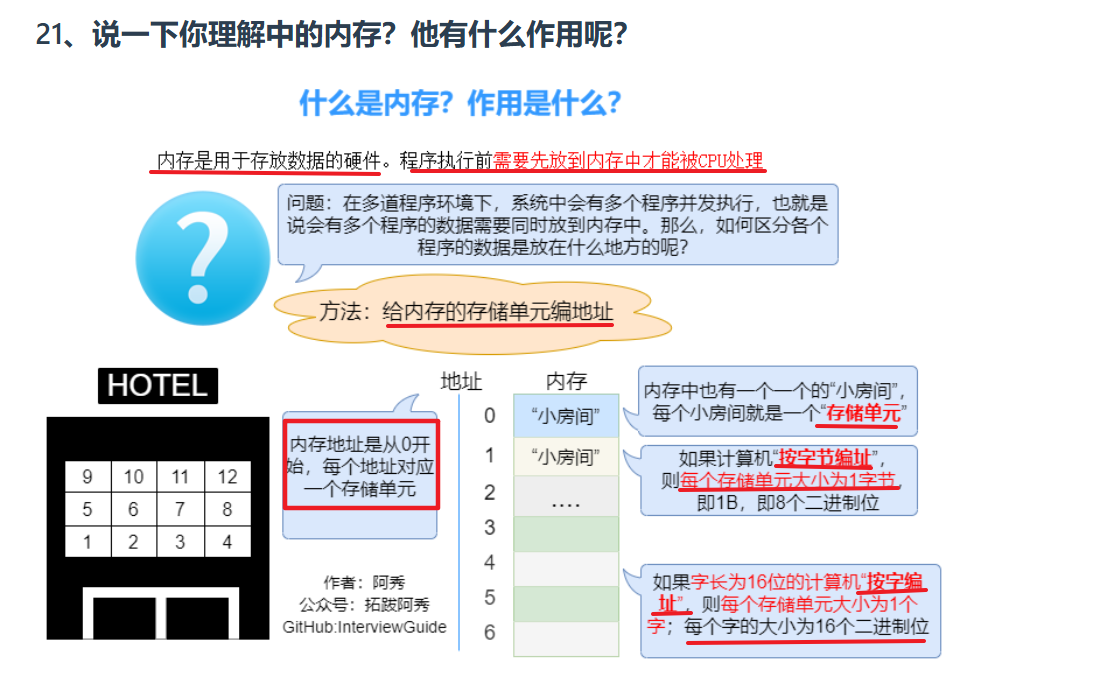 21、说一下你理解中的内存？他有什么作用呢？
什么是内存？作用是什么？
内存是用于存放数据的硬件。程序执行前需要先放到内存中才能被CPU处理
?
问题：在多道程序环境下，系统中会有多个程序并发执行，也就是
说会有多个程序的数据需要同时放到内存中。那么，如何区分各个
程序的数据是放在什么地方的呢？
方法：给内存的存储单元编地址
HOTEL
9 10 11 12
5 6 7 8
1 2 3 4
内存地址是从0开
始，每个地址对应
一个存储单元
作者：阿秀
公众号：拓跋阿秀
GitHub:InterviewGuide
地址 内存
0 “小房间”
1 “小房间”
2 ....
3
4
5
6
内存中也有一个一个的“小房间”，
每个小房间就是一个“存储单元”
如果计算机“按字节编址”，
则每个存储单元大小为1字节，
即1B，即8个二进制位
如果字长为16位的计算机“按字编
址”，则每个存储单元大小为1个
字；每个字的大小为16个二进制位